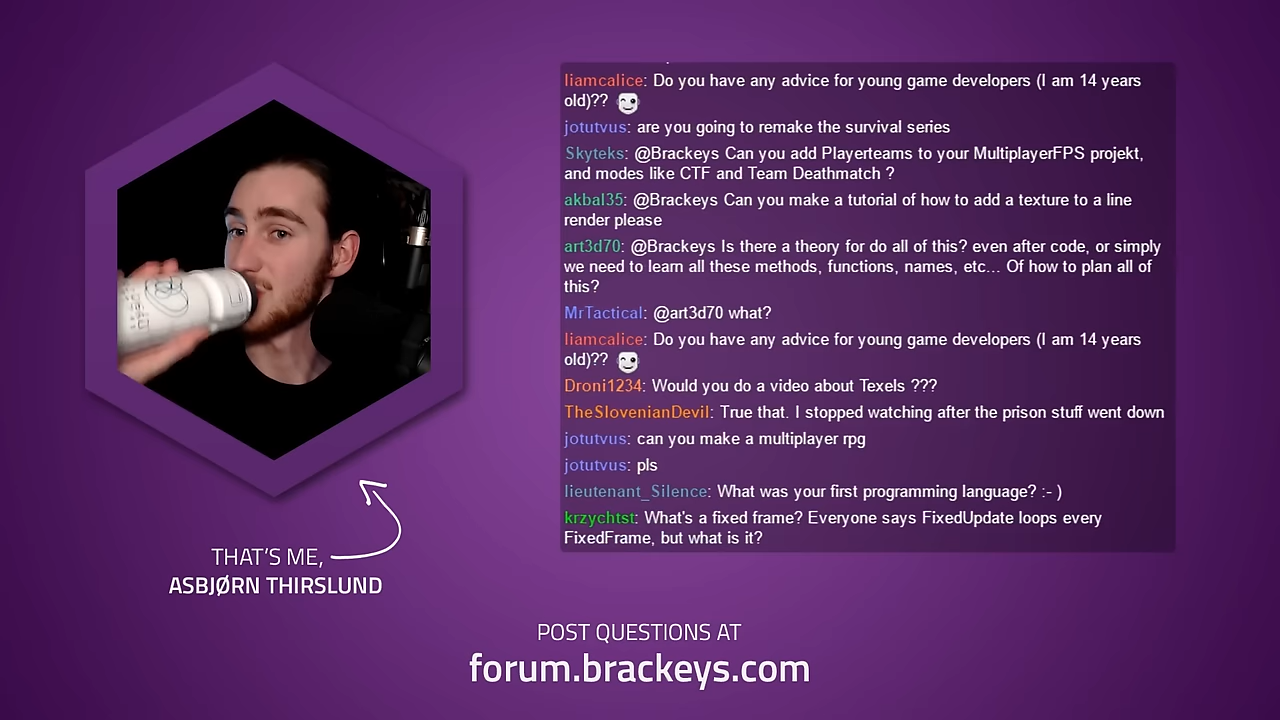 liamcalice: Do you have any advice for young game developers (I am 14 years
old)??
jotutvus: are you going to remake the survival series
Skyteks: @Brackeys Can you add Playerteams to your MultiplayerFPS projekt,
and modes like CTF and Team Deathmatch ?
akbal35: @Brackeys Can you make a tutorial of how to add a texture to a line
render please
art3d70: @Brackeys Is there a theory for do all of this? even after code, or simply
we need to learn all these methods, functions, names, etc... Of how to plan all of
this?
MrTactical: @art3d70 what?
liamcalice: Do you have any advice for young game developers (I am 14 years
old)??
Droni1234: Would you do a video about Texels ???
TheSlovenianDevil: True that. I stopped watching after the prison stuff went down
jotutvus: can you make a multiplayer rpg
jotutvus: pls
lieutenant_Silence: What was your first programming language? :- )
krzychtst: What's a fixed frame? Everyone says FixedUpdate loops every
FixedFrame, but what is it?
THAT'S ME,
ASBJØRN THIRSLUND
POST QUESTIONS AT
forum.brackeys.com